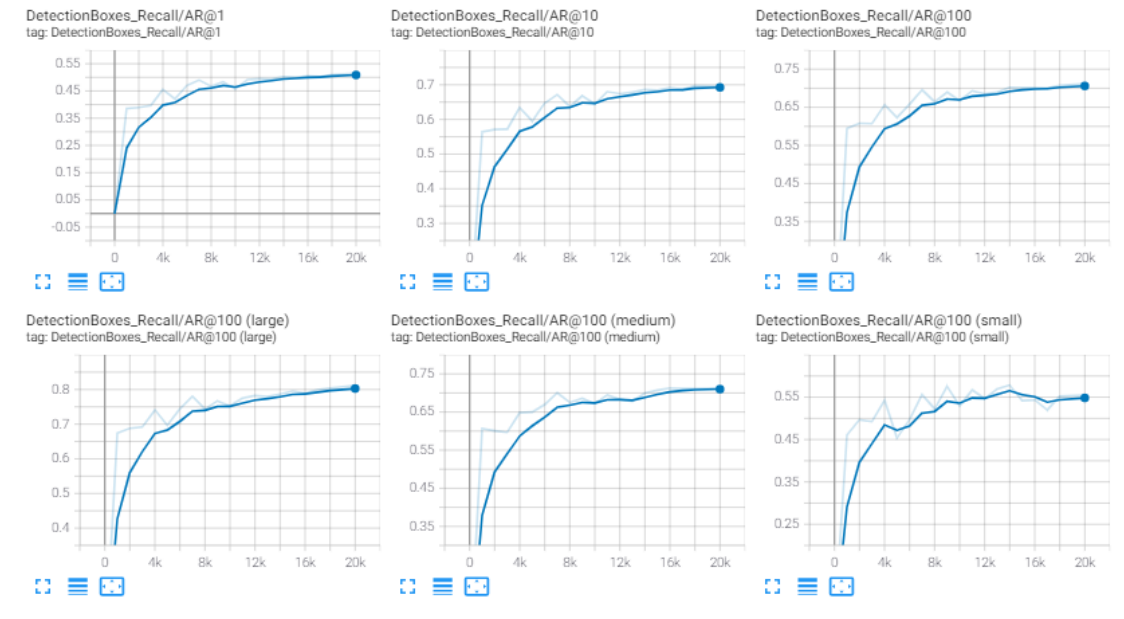 DetectionBoxes_Recall/AR@1
tag: DetectionBoxes_Recall/AR@1
0.55
0.45
0.35
0.25
0.15
0.05
-0.05
0 4k 8k 12k 16k 20k
DetectionBoxes_Recall/AR@10
tag: DetectionBoxes_Recall/AR@10
0.7
0.6
0.5
0.4
0.3
0 4k 8k 12k 16k 20k
DetectionBoxes_Recall/AR@100
tag: DetectionBoxes_Recall/AR@100
0.75
0.65
0.55
0.45
0.35
0 4k 8k 12k 16k 20k
DetectionBoxes_Recall/AR@100 (large)
tag: DetectionBoxes_Recall/AR@100 (large)
0.8
0.7
0.6
0.5
0.4
0 4k 8k 12k 16k 20k
DetectionBoxes_Recall/AR@100 (medium)
tag: DetectionBoxes_Recall/AR@100 (medium)
0.75
0.65
0.55
0.45
0.35
0 4k 8k 12k 16k 20k
DetectionBoxes_Recall/AR@100 (small)
tag: DetectionBoxes_Recall/AR@100 (small)
0.55
0.45
0.35
0.25
0 4k 8k 12k 16k 20k